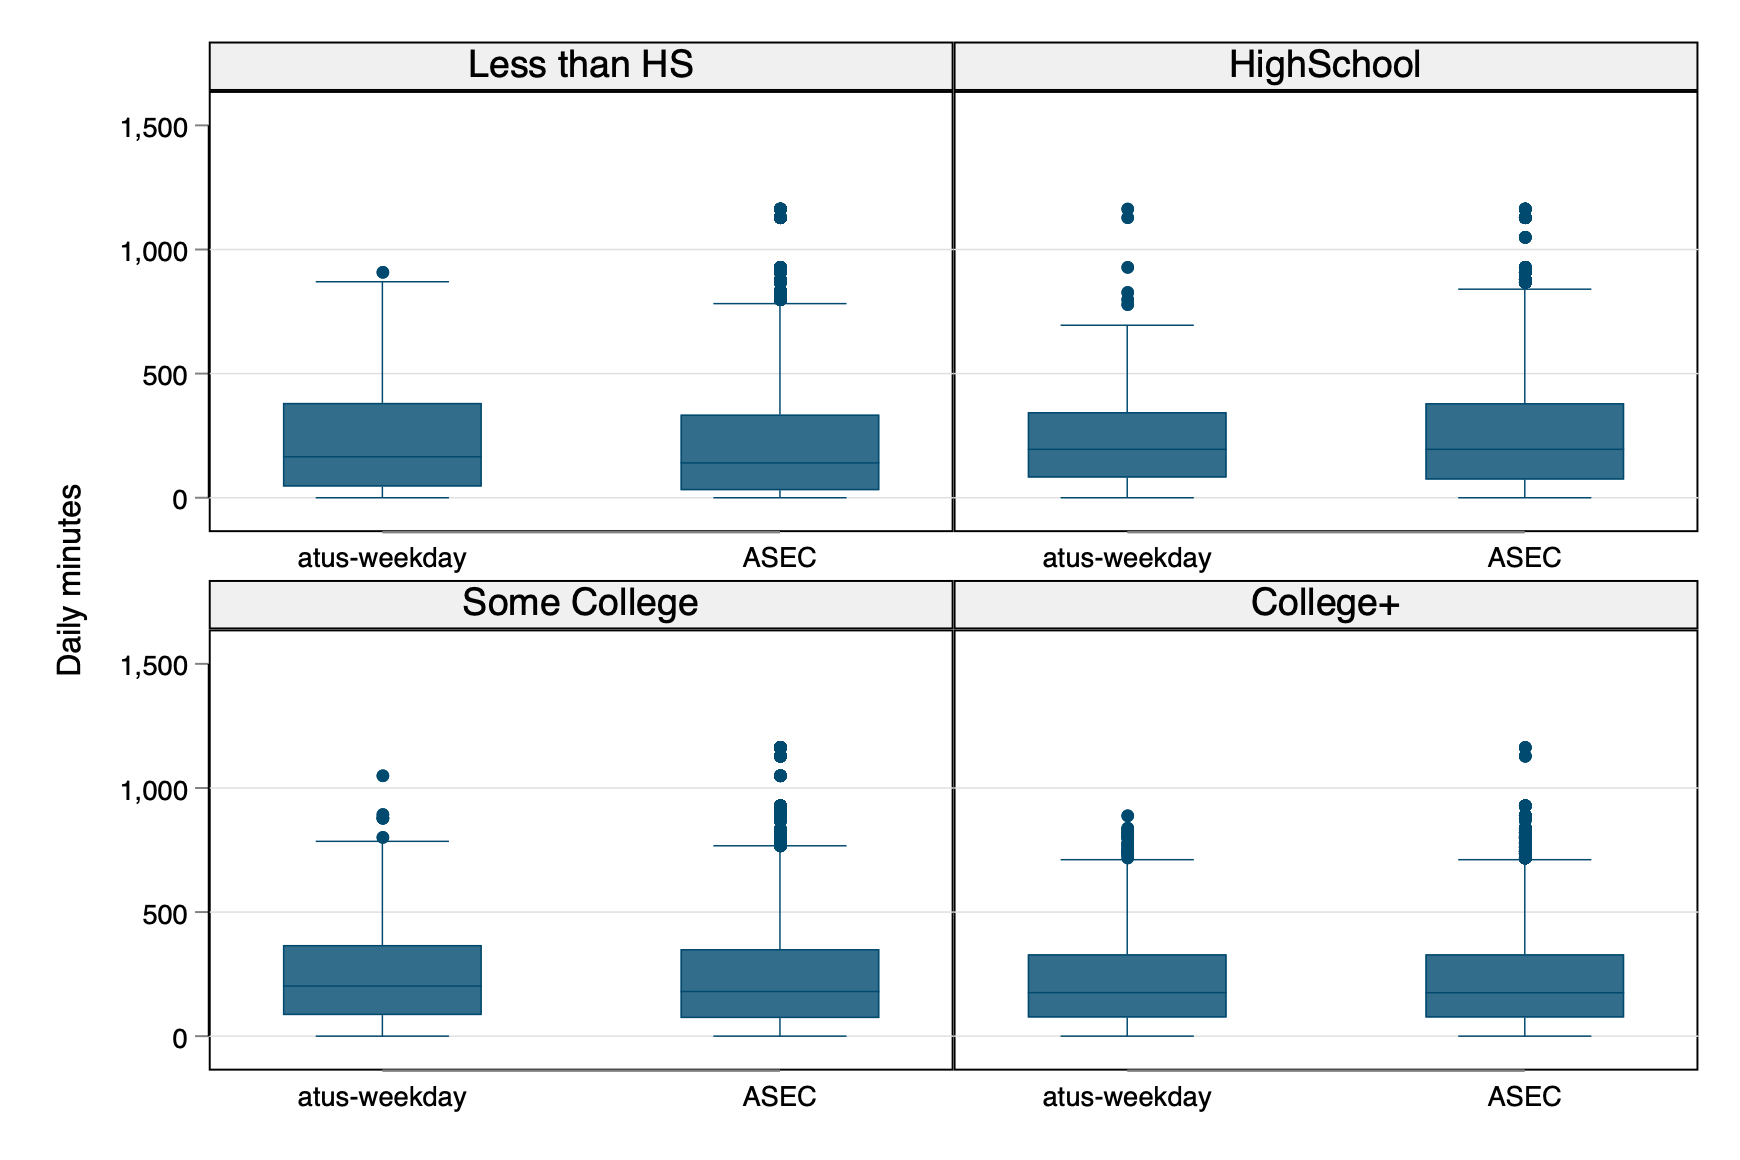 Less than HS
HighSchool
1,500
1,000
500
0
atus-weekday
ASEC
atus-weekday
ASEC
Daily minutes
Some College
College+
1,500
1,000
500
0
atus-weekday
ASEC
atus-weekday
ASEC